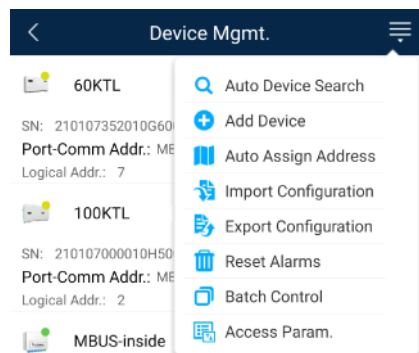 Device Mgmt.
60KTL
SN: 210107352010G60
Port-Comm Addr.: ME
Logical Addr.: 7
100KTL
SN: 210107000010H50
Port-Comm Addr.: ME
Logical Addr.: 2
MBUS-inside
Auto Device Search
Add Device
Auto Assign Address
Import Configuration
Export Configuration
Reset Alarms
Batch Control
Access Param.